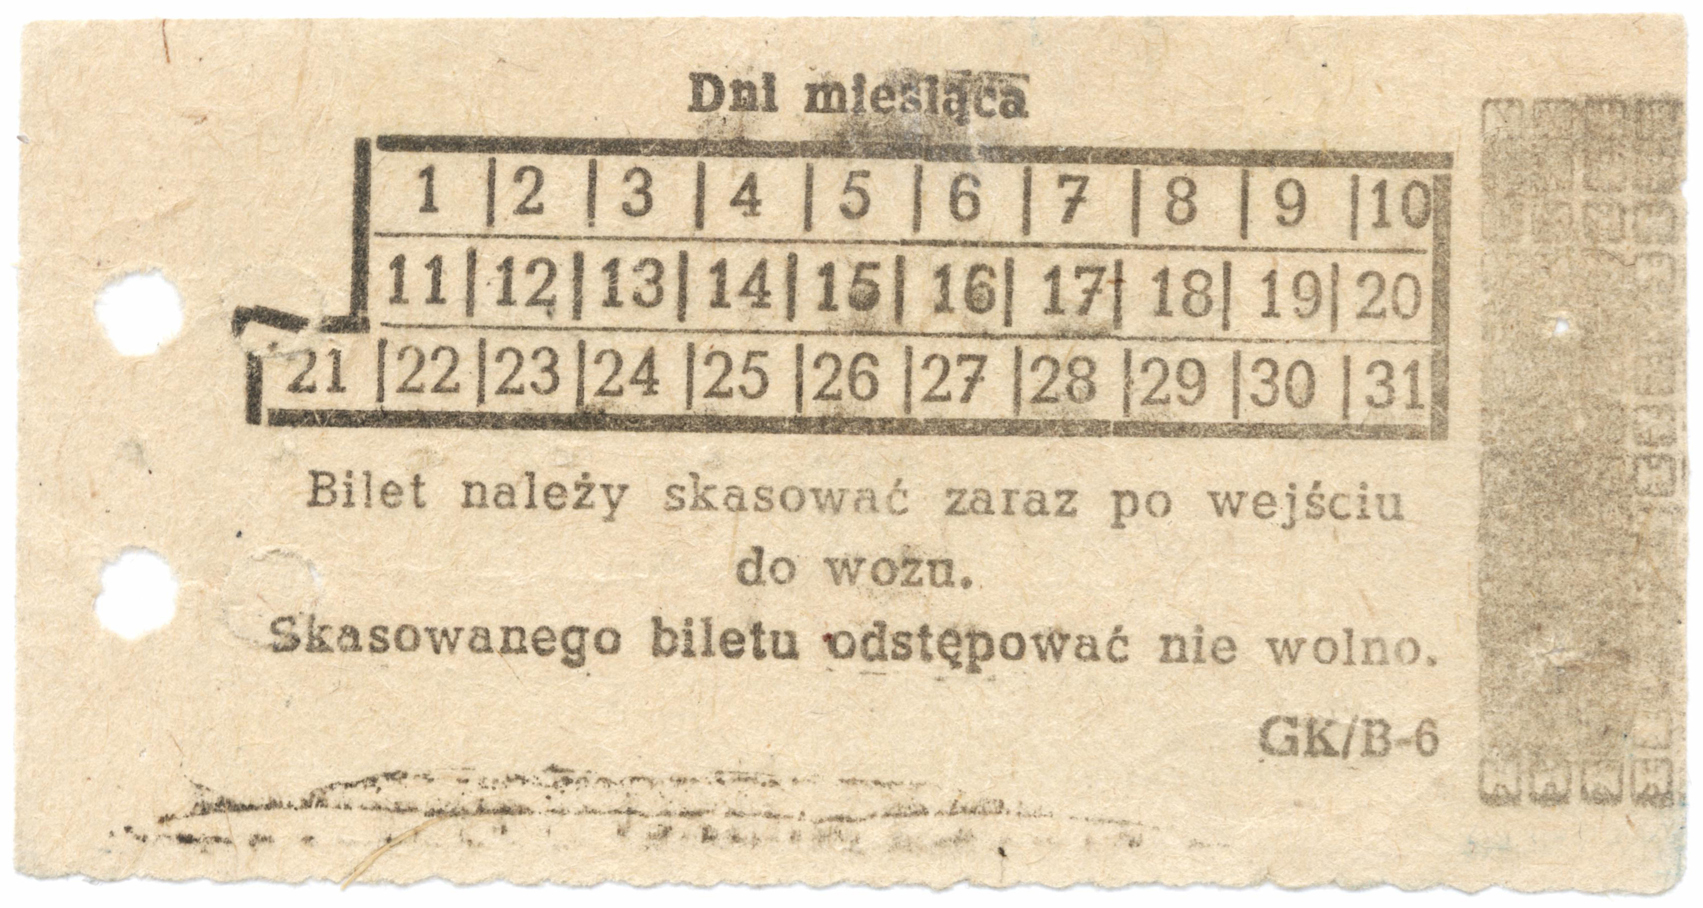 Dni miesiąca
1 | 2 | 3 | 4 | 5 | 6 | 7 | 8 | 9 | 10
11 | 12 | 13 | 14 | 15 | 16 | 17 | 18 | 19 | 20
21 | 22 | 23 | 24 | 25 | 26 | 27 | 28 | 29 | 30 | 31
Bilet należy skasować zaraz po wejściu
do wozu.
Skasowanego biletu odstępować nie wolno.
GK/B-6